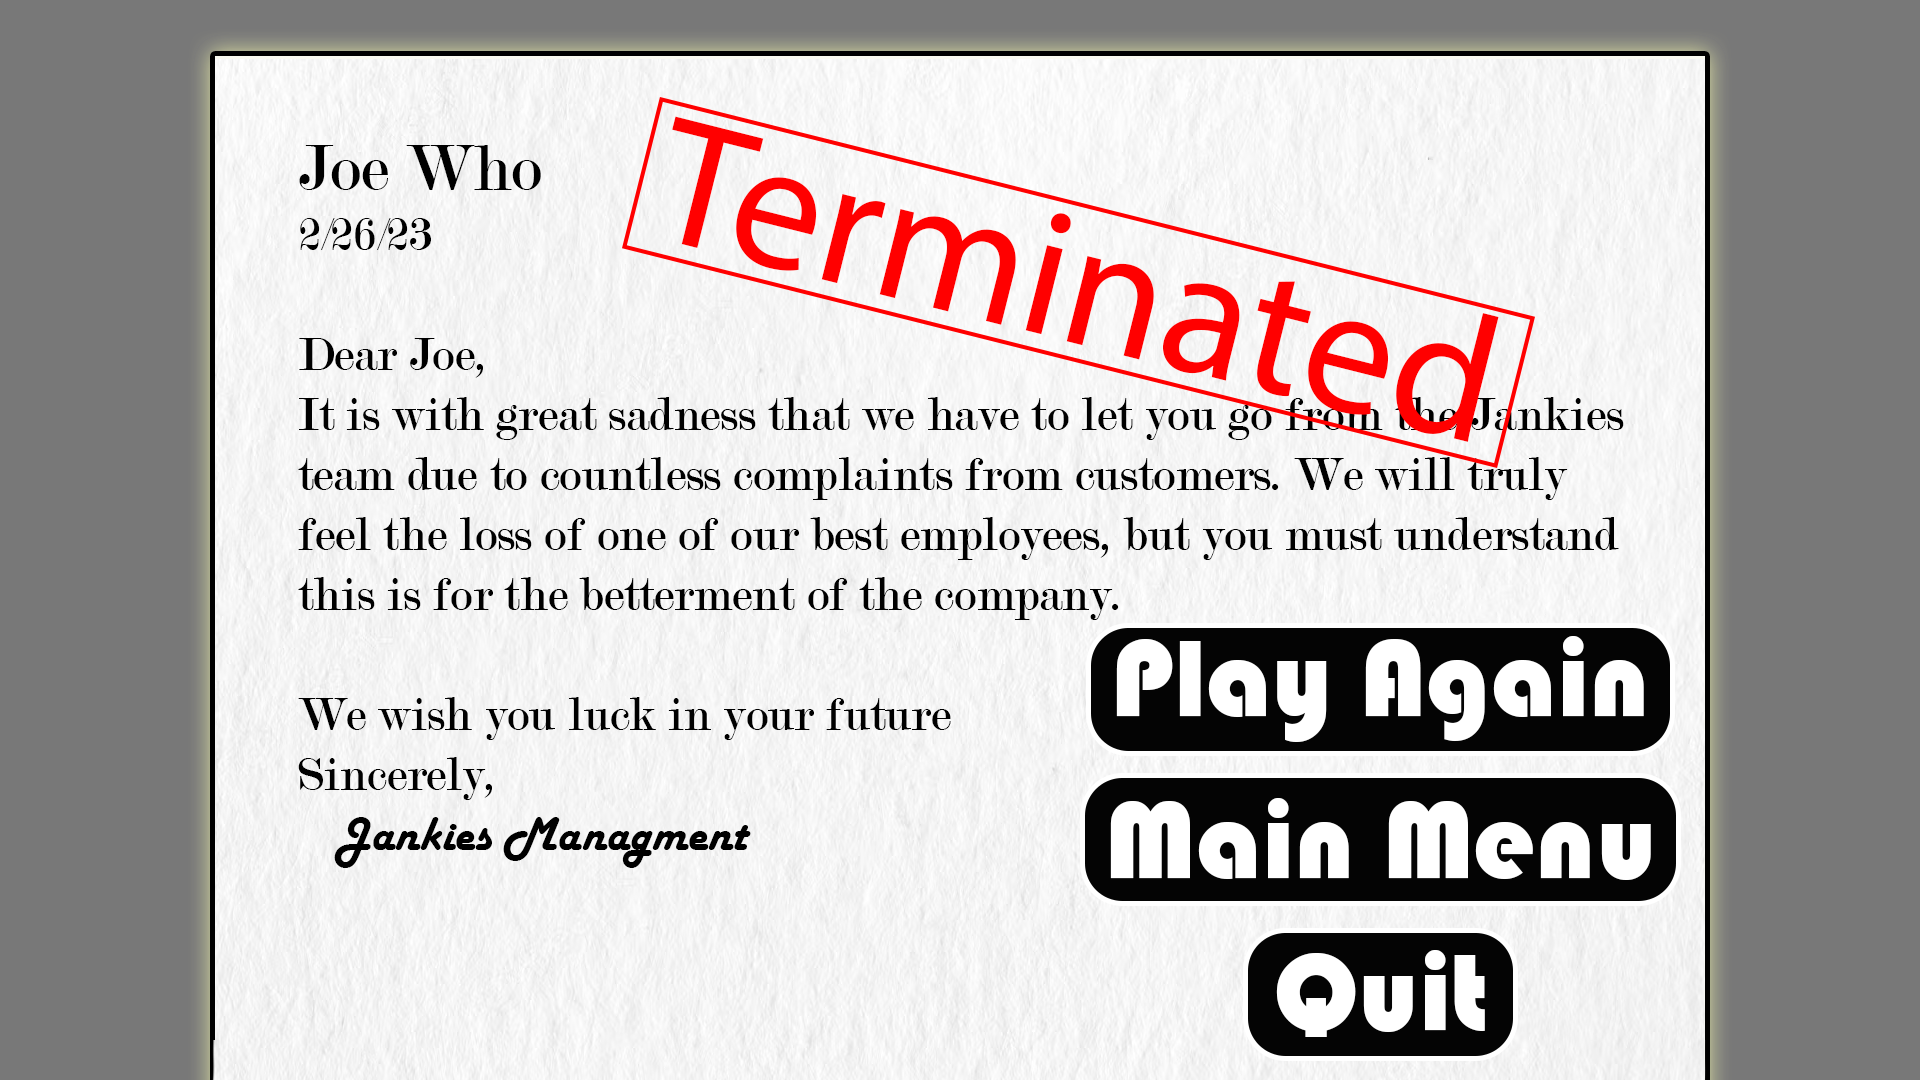 Joe Who
2/26/23
Terminated
Dear Joe,
It is with great sadness that we have to let you go from the Jankies
team due to countless complaints from customers. We will truly
feel the loss of one of our best employees, but you must understand
this is for the betterment of the company.
We wish you luck in your future
Sincerely,
Jankies Managment
Play Again
Main Menu
Quit